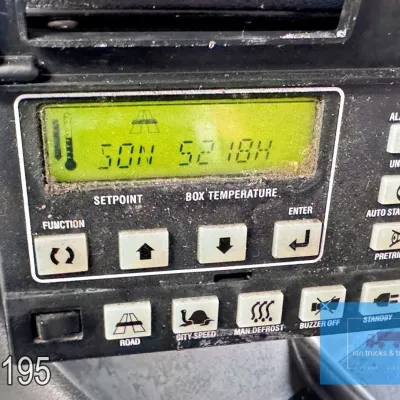 SON 5218H
SETPOINT BOX TEMPERATURE
FUNCTION ENTER
AUTO STA
PRETRI
ROAD CITY-SPEED MAN.DEFROST BUZZER OFF STANDBY
195